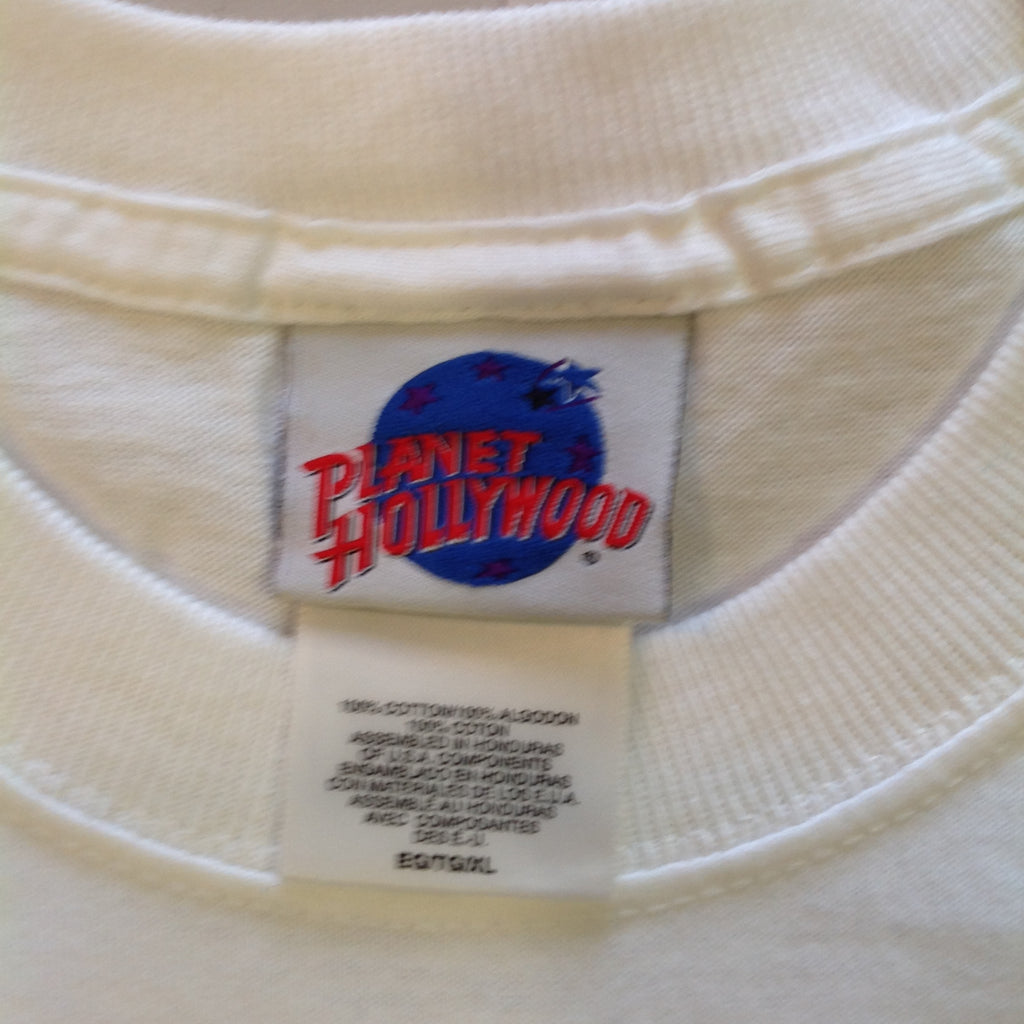 PLANET
HOLLYWOOD
®
100% COTTON/100% ALGODON
100% COTON
ASSEMBLED IN HONDURAS
OF U.S.A. COMPONENTS
ENSAMBLADO EN HONDURAS
CON MATERIALES DE LOS E.U.A.
ASSEMBLÉ AU HONDURAS
AVEC COMPOSANTES
DES É.-U.
EG/TG/XL